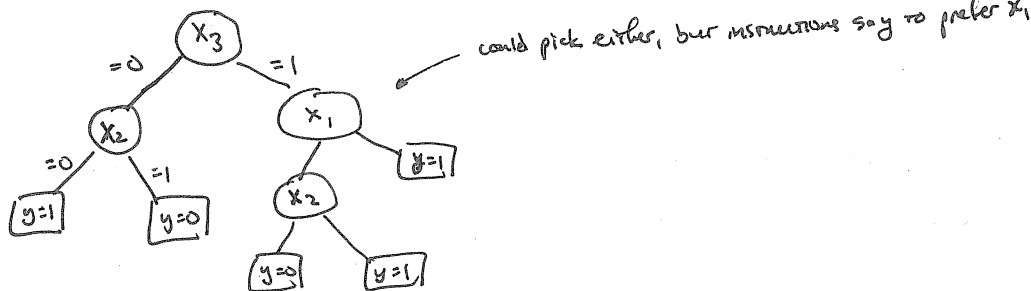 could pick either, but instructions say to prefer x₁
x₃
=0 =1
x₂ x₁
=0 =1 y=1
x₂
y=1 y=0
y=0 y=1